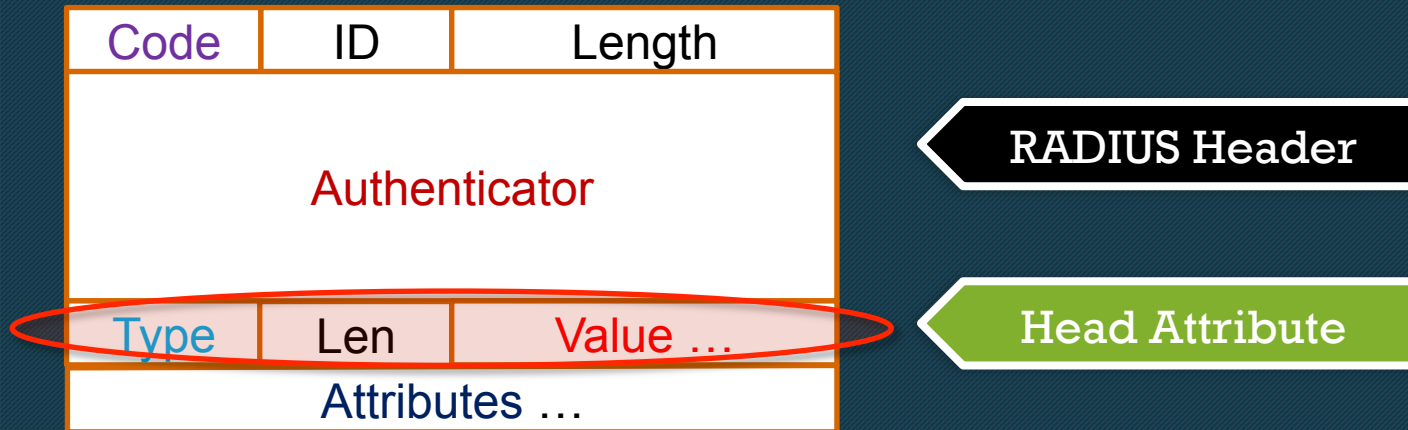 Code ID Length
Authenticator
RADIUS Header
Type Len Value …
Head Attribute
Attributes …